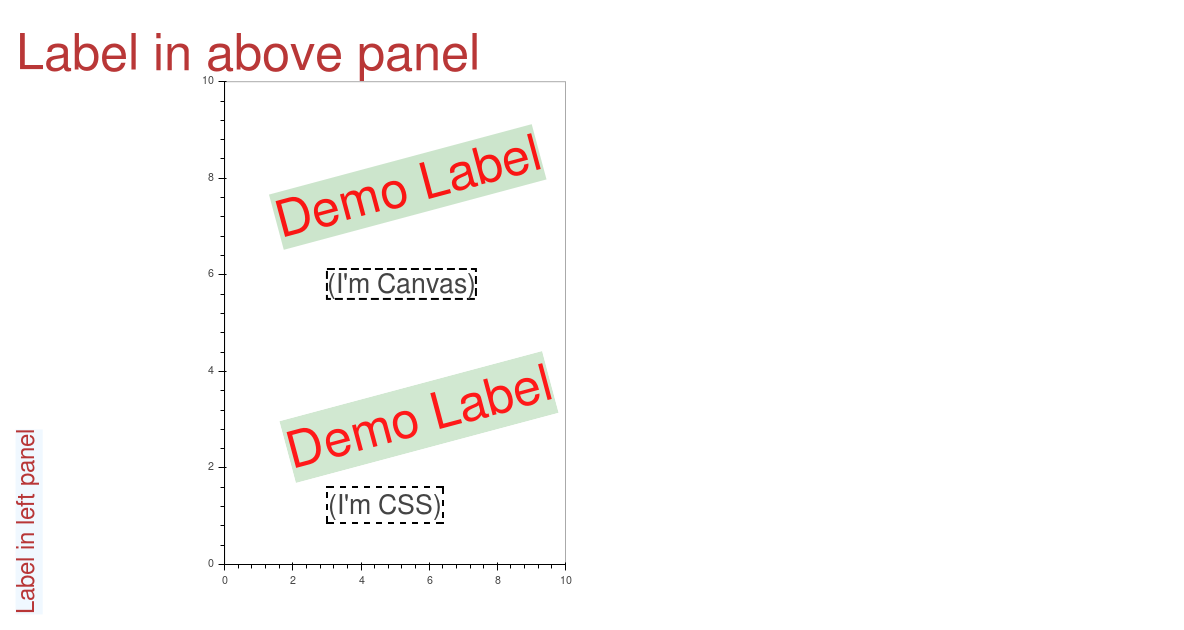 Label in above panel
10
8
6
4
2
0
Demo Label
(I'm Canvas)
Demo Label
(I'm CSS)
0 2 4 6 8 10
Label in left panel